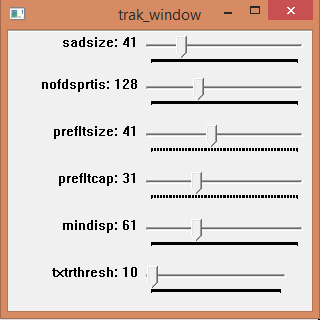 trak_window
sadsize: 41
nofdsprtis: 128
prefltsize: 41
prefltcap: 31
mindisp: 61
txtrthresh: 10